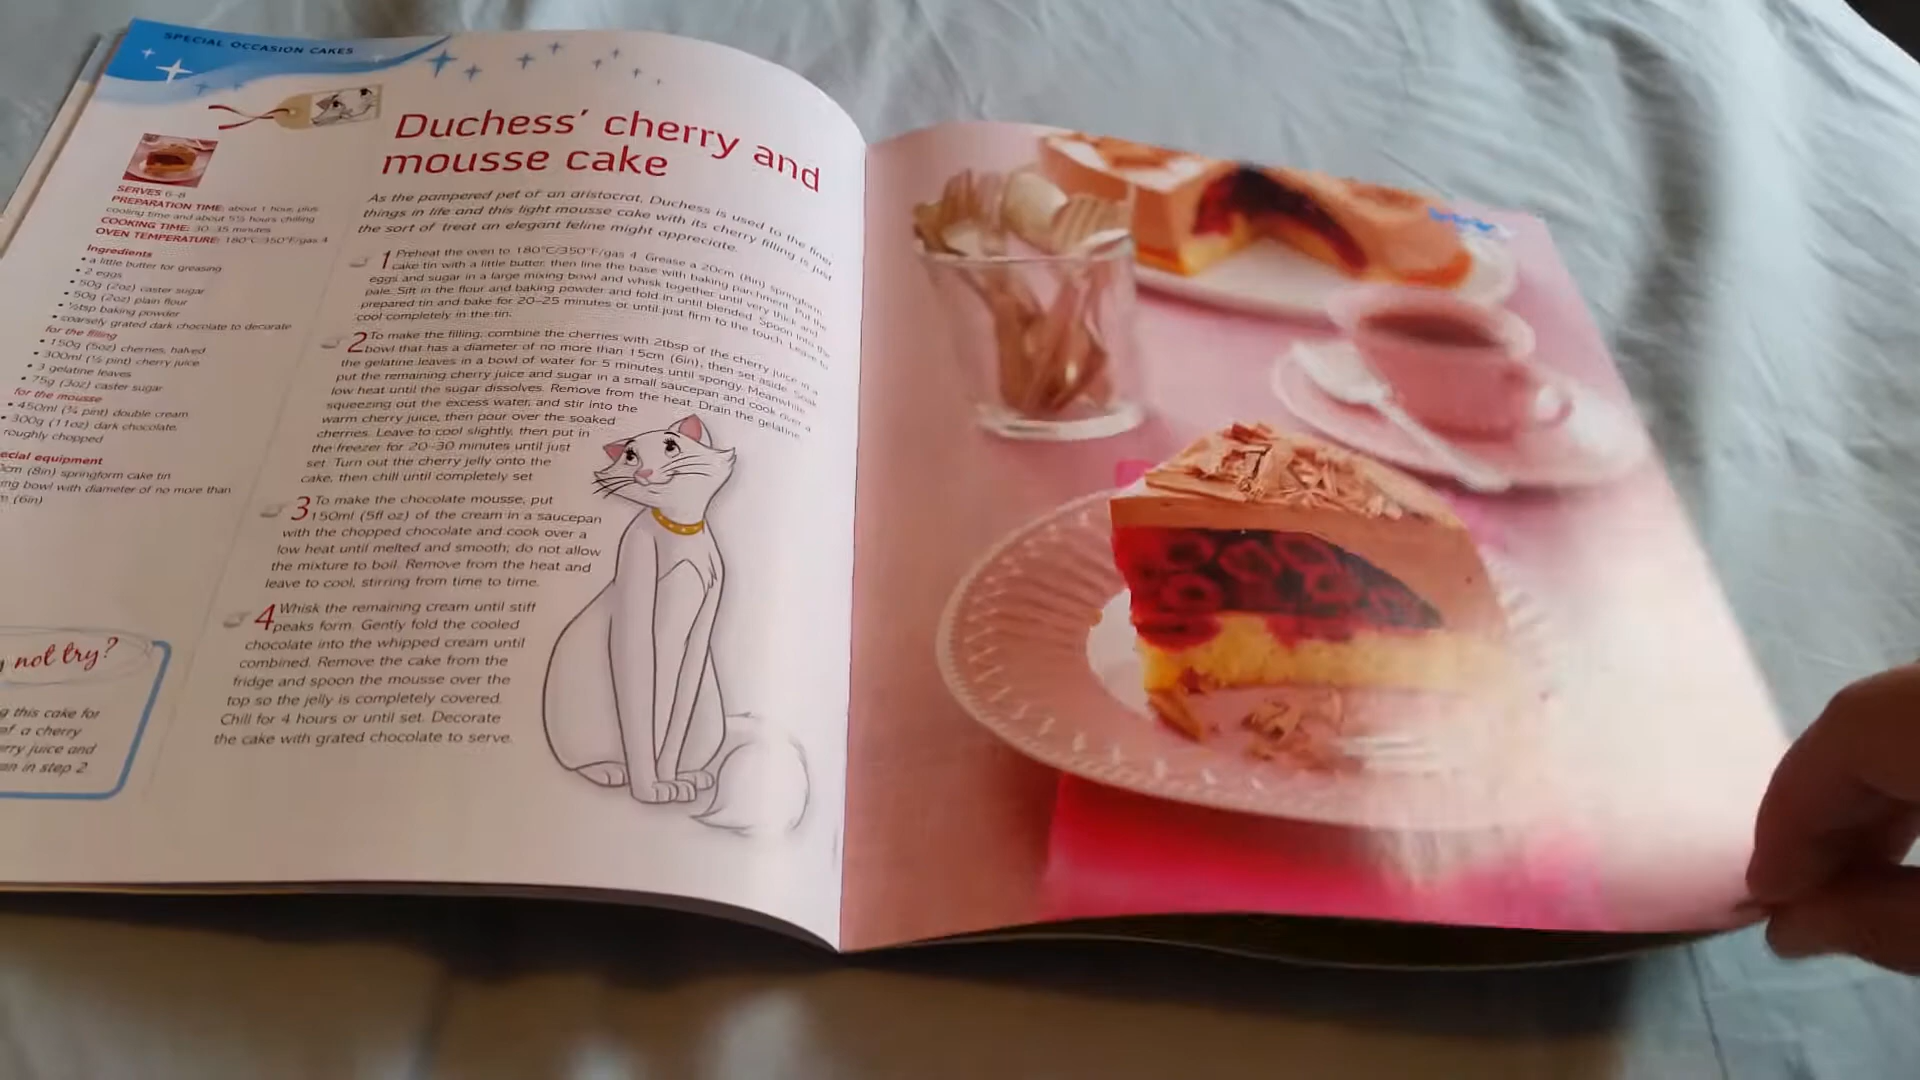 SPECIAL OCCASION CAKES
Duchess' cherry and
mousse cake
As the pampered pet of an aristocrat, Duchess is used to the finer
things in life and this light mousse cake with its cherry filling is just
the sort of treat an elegant feline might appreciate.
SERVES 6–8
PREPARATION TIME: about 1 hour, plus
cooling time and about 5½ hours chilling
COOKING TIME: 30–35 minutes
OVEN TEMPERATURE: 180°C/350°F/gas 4
Ingredients
• a little butter for greasing
• 2 eggs
• 50g (2oz) caster sugar
• 50g (2oz) plain flour
• ½tsp baking powder
• coarsely grated dark chocolate to decorate
for the filling
• 150g (5oz) cherries, halved
• 300ml (½ pint) cherry juice
• 3 gelatine leaves
• 75g (3oz) caster sugar
for the mousse
• 450ml (¾ pint) double cream
• 300g (11oz) dark chocolate,
roughly chopped
ecial equipment
cm (8in) springform cake tin
ng bowl with diameter of no more than
(6in)
not try?
g this cake for
of a cherry
erry juice and
an in step 2
1 Preheat the oven to 180°C/350°F/gas 4. Grease a 20cm (8in) springform
cake tin with a little butter, then line the base with baking parchment. Put the
eggs and sugar in a large mixing bowl and whisk together until very thick and
pale. Sift in the flour and baking powder and fold in until blended. Spoon into the
prepared tin and bake for 20–25 minutes or until just firm to the touch. Leave to
cool completely in the tin.
2 To make the filling, combine the cherries with 2tbsp of the cherry juice in a
bowl that has a diameter of no more than 15cm (6in), then set aside. Soak
the gelatine leaves in a bowl of water for 5 minutes until spongy. Meanwhile
put the remaining cherry juice and sugar in a small saucepan and cook over a
low heat until the sugar dissolves. Remove from the heat. Drain the gelatine
squeezing out the excess water, and stir into the
warm cherry juice, then pour over the soaked
cherries. Leave to cool slightly, then put in
the freezer for 20–30 minutes until just
set. Turn out the cherry jelly onto the
cake, then chill until completely set
3 To make the chocolate mousse, put
150ml (5fl oz) of the cream in a saucepan
with the chopped chocolate and cook over a
low heat until melted and smooth; do not allow
the mixture to boil. Remove from the heat and
leave to cool, stirring from time to time.
4 Whisk the remaining cream until stiff
peaks form. Gently fold the cooled
chocolate into the whipped cream until
combined. Remove the cake from the
fridge and spoon the mousse over the
top so the jelly is completely covered.
Chill for 4 hours or until set. Decorate
the cake with grated chocolate to serve.